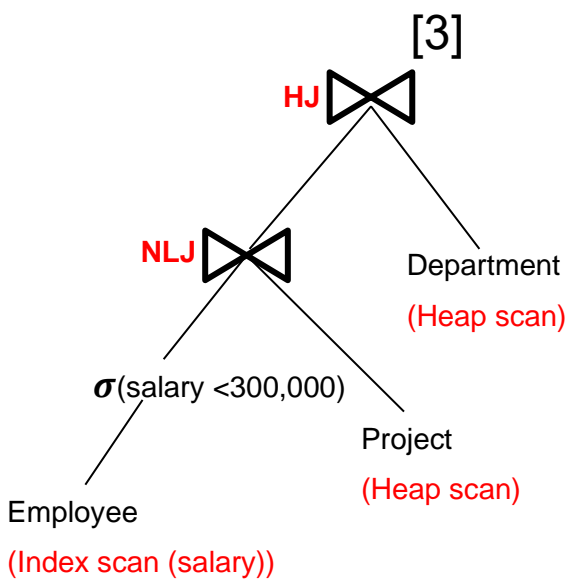 [3]
HJ
NLJ
Department
(Heap scan)
𝝈(salary <300,000)
Project
(Heap scan)
Employee
(Index scan (salary))